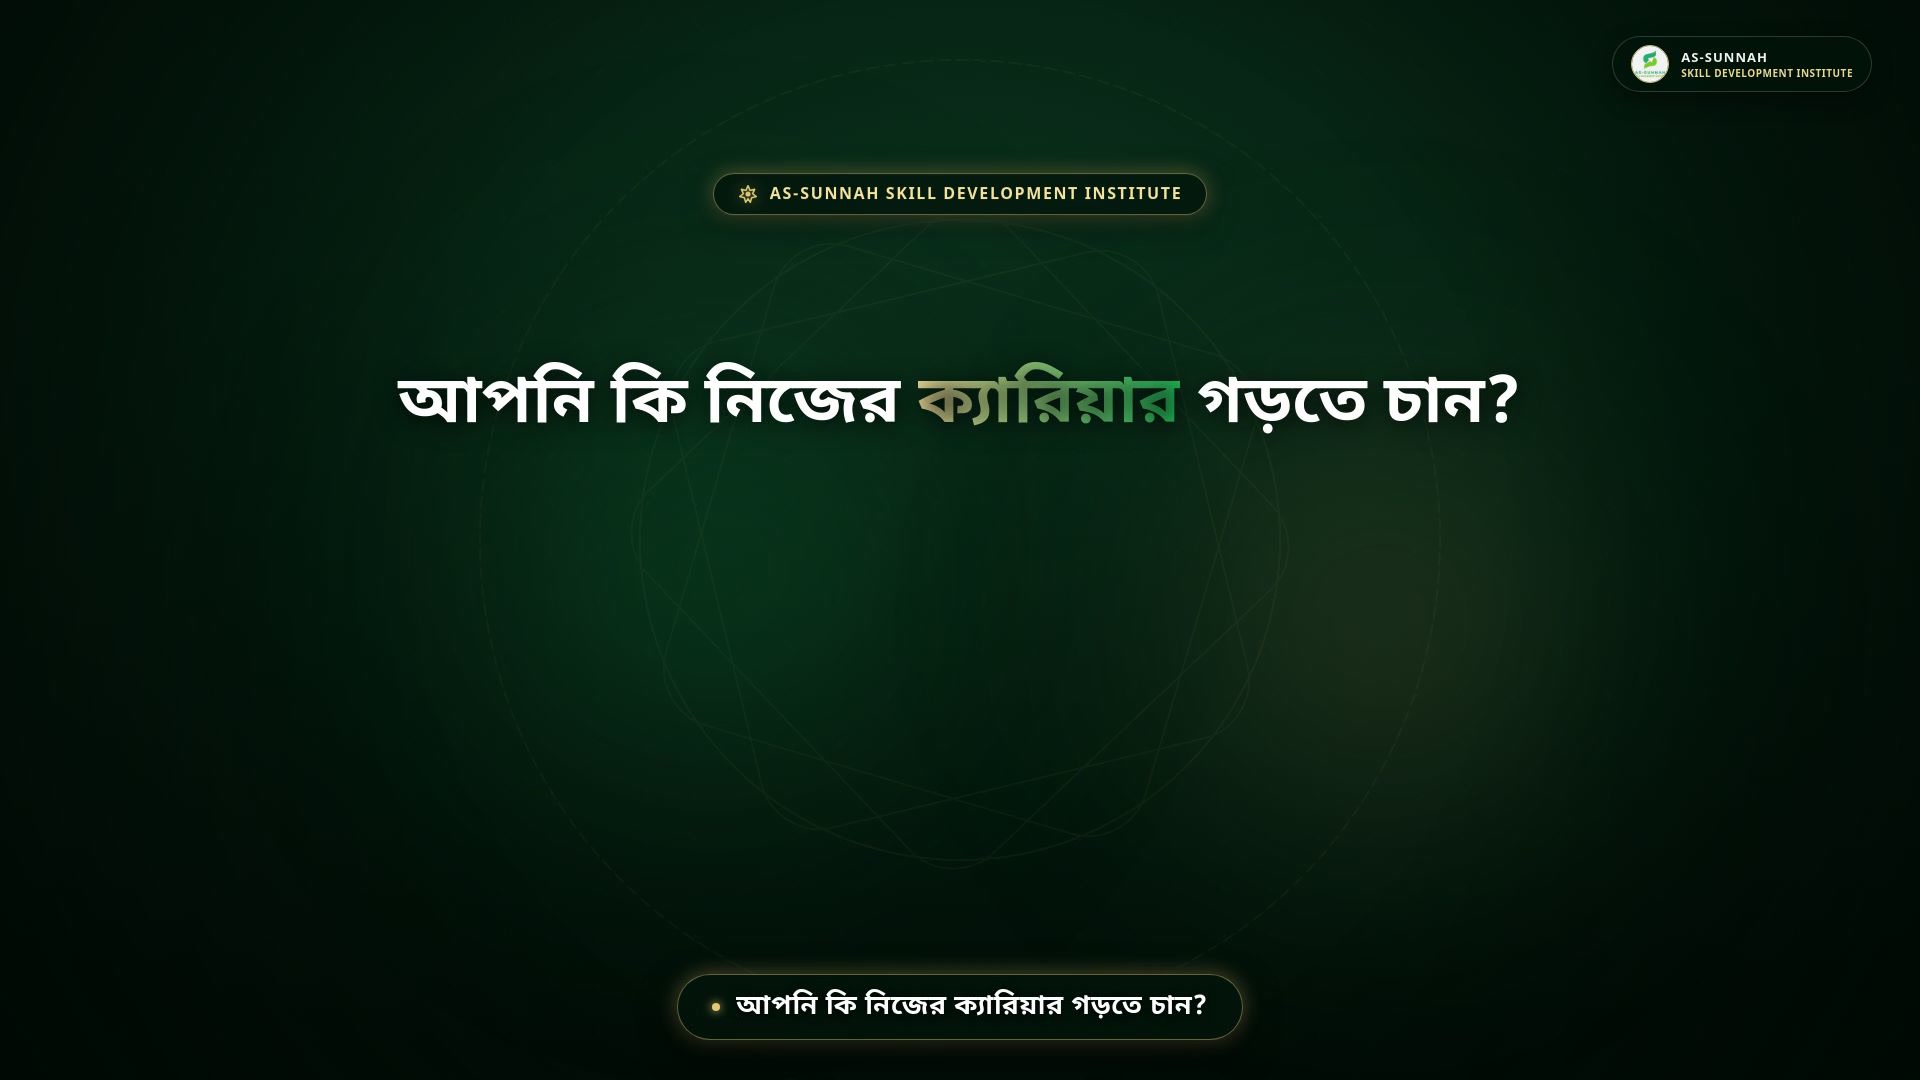 AS-SUNNAH
SKILL DEVELOPMENT INSTITUTE
AS-SUNNAH SKILL DEVELOPMENT INSTITUTE
আপনি কি নিজের ক্যারিয়ার গড়তে চান?
আপনি কি নিজের ক্যারিয়ার গড়তে চান?